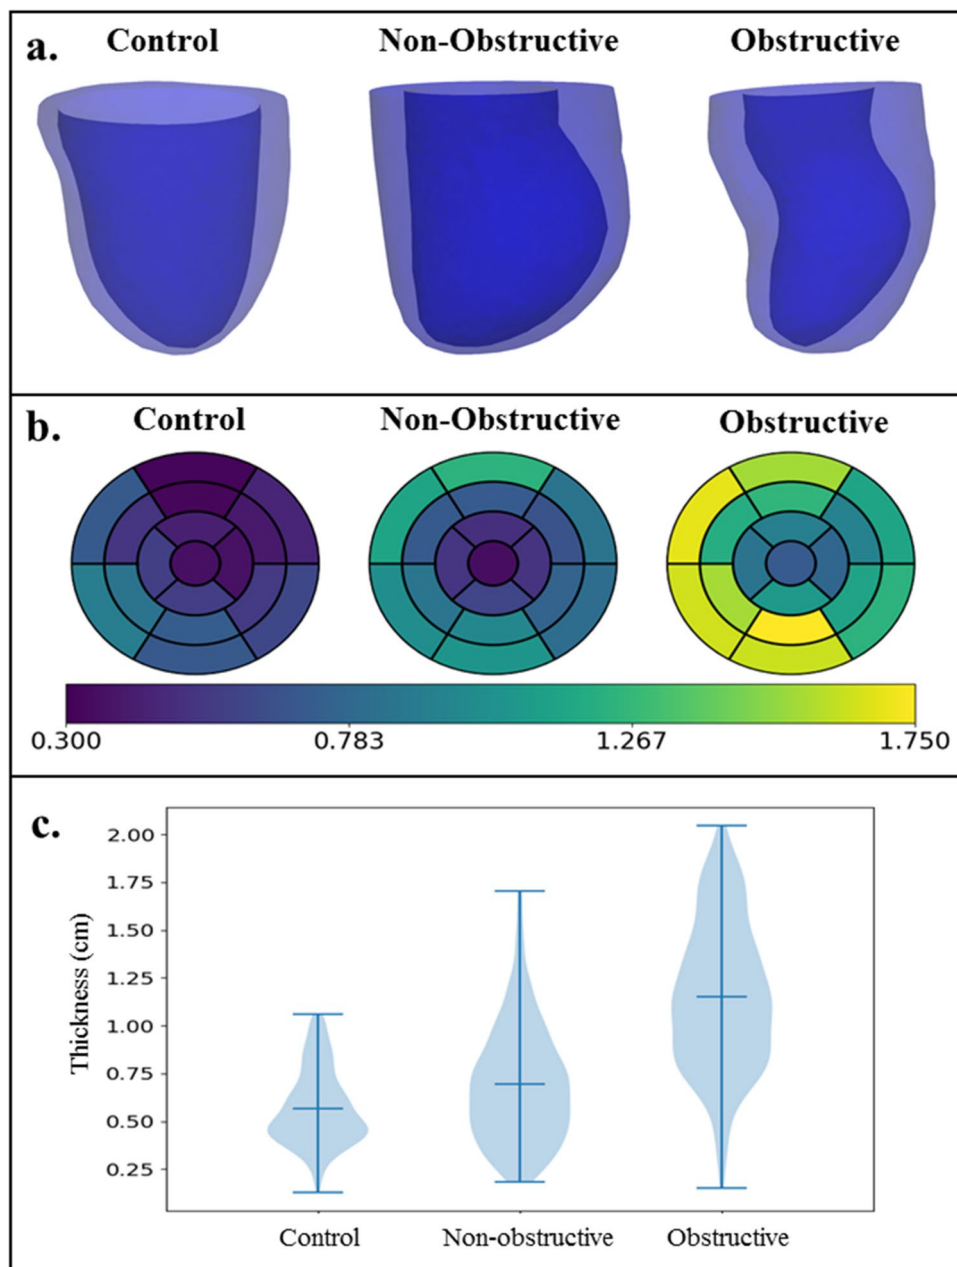 a.
Control Non-Obstructive Obstructive
b.
Control Non-Obstructive Obstructive
0.300 0.783 1.267 1.750
c.
2.00
1.75
1.50
1.25
1.00
0.75
0.50
0.25
Thickness (cm)
Control Non-obstructive Obstructive